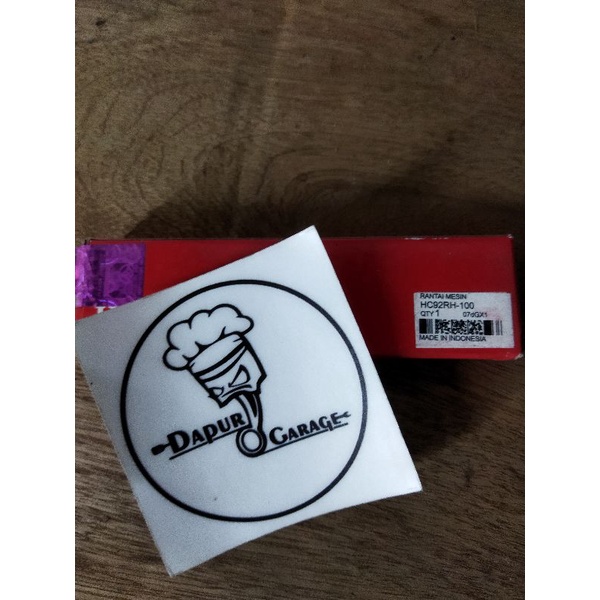 RANTAI MESIN
HC92RH-100
QTY 1 07dGX1
MADE IN INDONESIA
DAPUR GARAGE